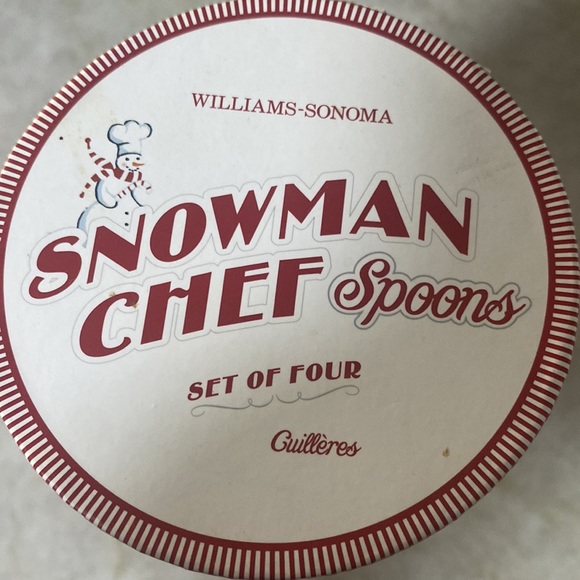 WILLIAMS-SONOMA
SNOWMAN
CHEF Spoons
SET OF FOUR
Cuillères